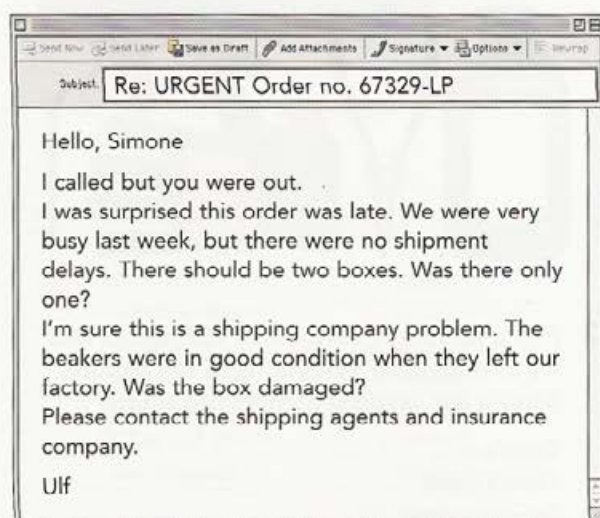 Send Now Send Later Save as Draft Add Attachments Signature Options Rewrap
Subject: Re: URGENT Order no. 67329-LP
Hello, Simone
I called but you were out.
I was surprised this order was late. We were very
busy last week, but there were no shipment
delays. There should be two boxes. Was there only
one?
I'm sure this is a shipping company problem. The
beakers were in good condition when they left our
factory. Was the box damaged?
Please contact the shipping agents and insurance
company.
Ulf